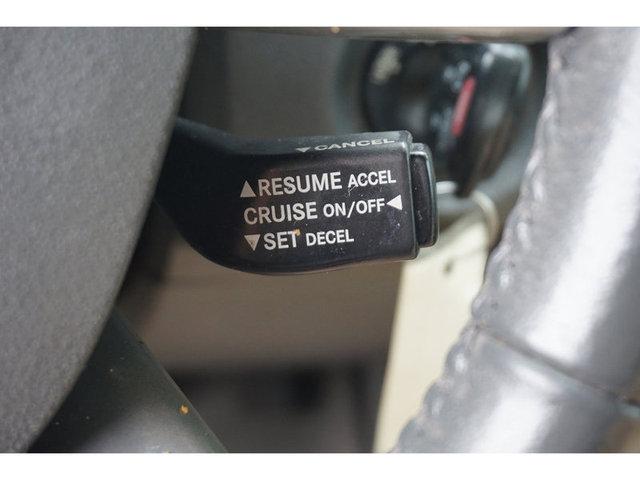 ▼CANCEL
▲RESUME ACCEL
CRUISE ON/OFF◀
▼SET DECEL